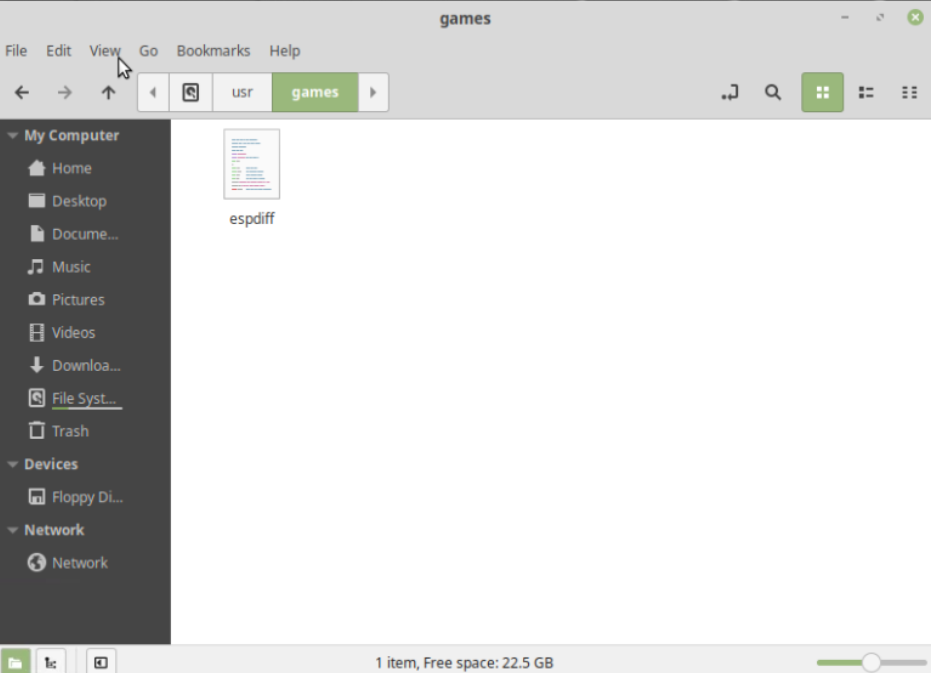 games
File Edit View Go Bookmarks Help
usr games
My Computer
Home
Desktop
Docume...
Music
Pictures
Videos
Downloa...
File Syst...
Trash
Devices
Floppy Di...
Network
Network
espdiff
1 item, Free space: 22.5 GB